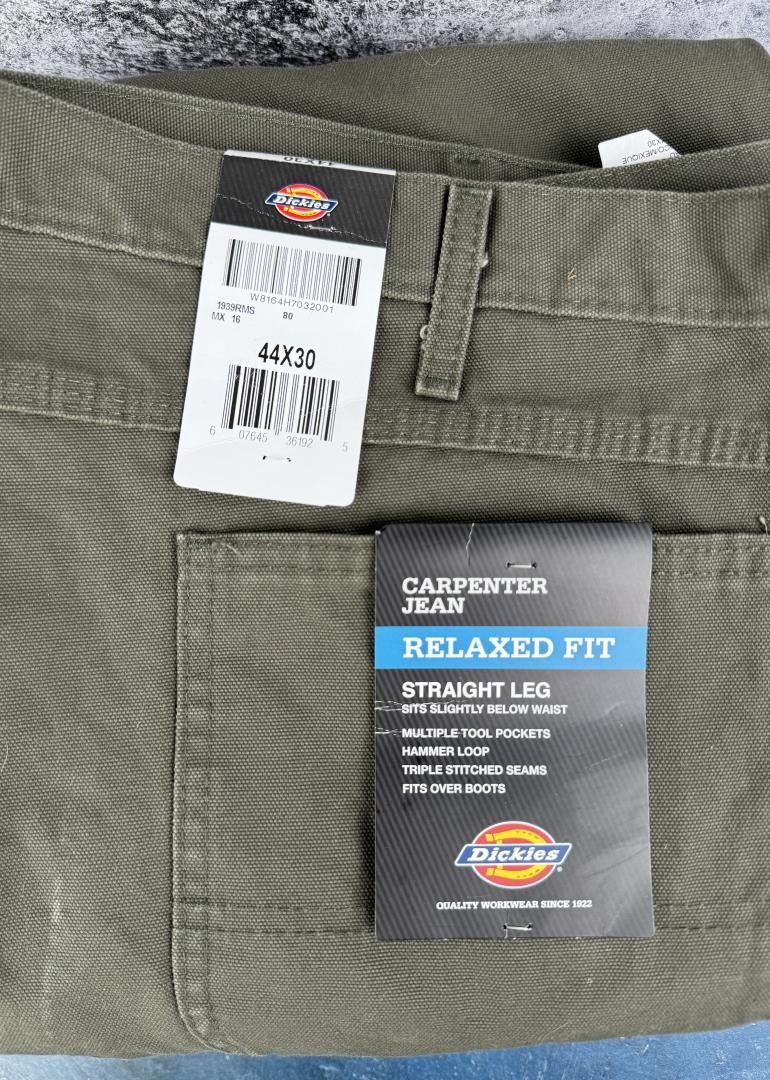 44X30
Dickies
W8164H7032001
1939RMS 80
MX 16
44X30
6 07645 36192 5
CARPENTER
JEAN
RELAXED FIT
STRAIGHT LEG
SITS SLIGHTLY BELOW WAIST
MULTIPLE TOOL POCKETS
HAMMER LOOP
TRIPLE STITCHED SEAMS
FITS OVER BOOTS
Dickies
QUALITY WORKWEAR SINCE 1922